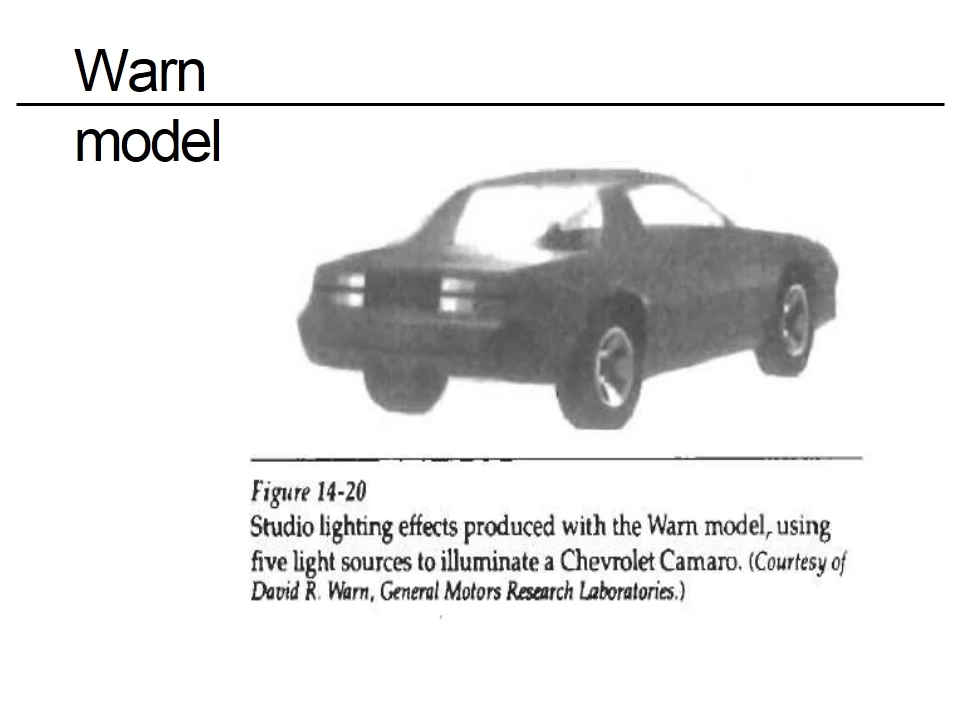 Warn
model
Figure 14-20
Studio lighting effects produced with the Warn model, using
five light sources to illuminate a Chevrolet Camaro. (Courtesy of
David R. Warn, General Motors Research Laboratories.)